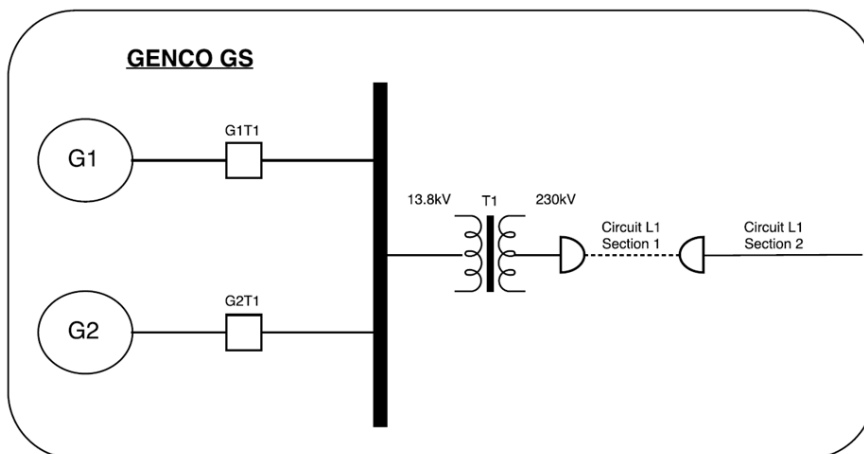 GENCO GS
G1T1
G1
13.8kV
T1
230kV
Circuit L1
Section 1
Circuit L1
Section 2
G2T1
G2